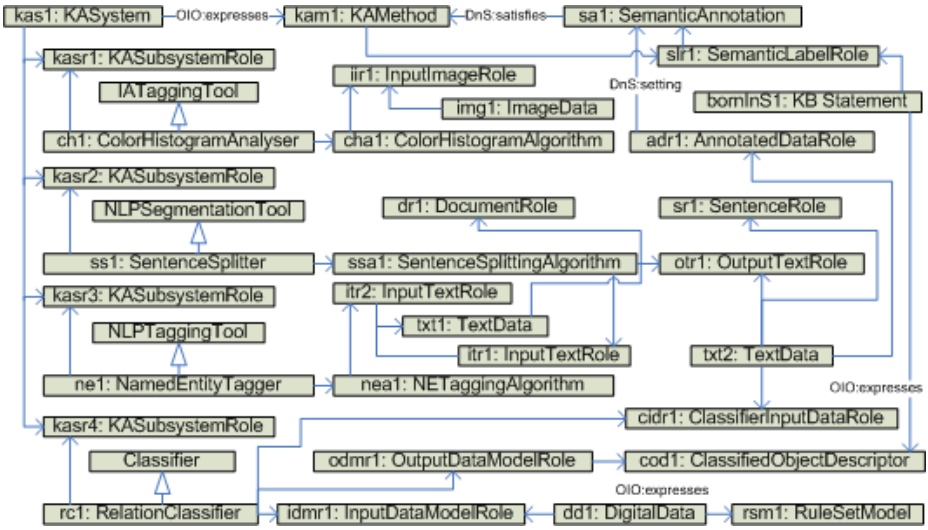 kas1: KASystem OIO:expresses kam1: KAMethod DnS:satisfies sa1: SemanticAnnotation
kasr1: KASubsystemRole slr1: SemanticLabelRole
iir1: InputImageRole
DnS:setting
IATaggingTool img1: ImageData bornInS1: KB Statement
ch1: ColorHistogramAnalyser cha1: ColorHistogramAlgorithm adr1: AnnotatedDataRole
kasr2: KASubsystemRole
NLPSegmentationTool dr1: DocumentRole sr1: SentenceRole
ss1: SentenceSplitter ssa1: SentenceSplittingAlgorithm otr1: OutputTextRole
kasr3: KASubsystemRole itr2: InputTextRole
NLPTaggingTool txt1: TextData
itr1: InputTextRole txt2: TextData
ne1: NamedEntityTagger nea1: NETaggingAlgorithm OIO:expresses
kasr4: KASubsystemRole cidr1: ClassifierInputDataRole
Classifier odmr1: OutputDataModelRole cod1: ClassifiedObjectDescriptor
OIO:expresses
rc1: RelationClassifier idmr1: InputDataModelRole dd1: DigitalData rsm1: RuleSetModel